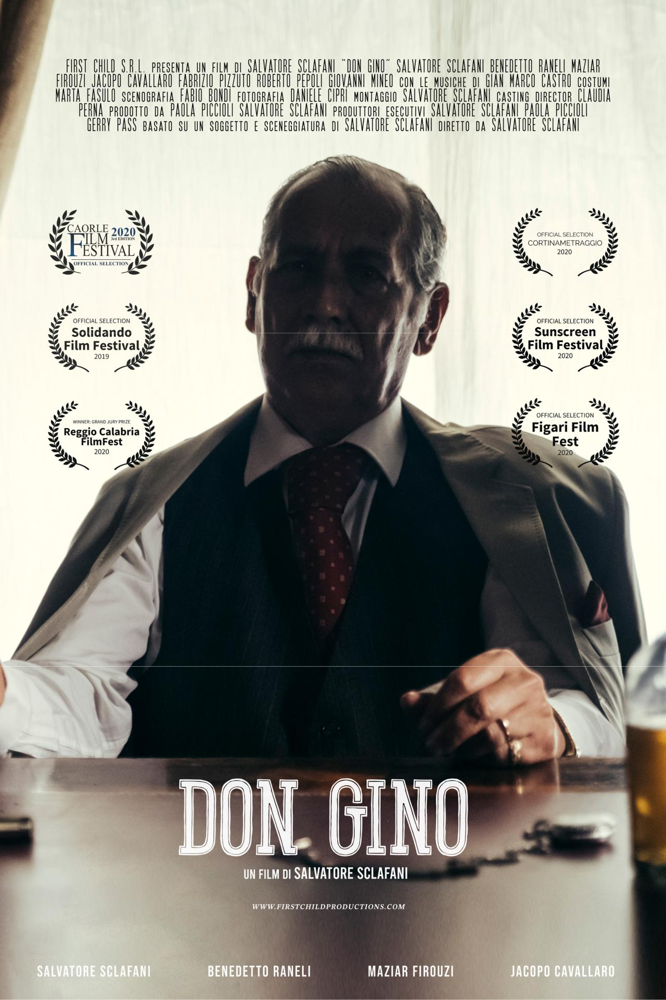 FIRST CHILD S.R.L. PRESENTA UN FILM DI SALVATORE SCLAFANI "DON GINO" SALVATORE SCLAFANI BENEDETTO RANELI MAZIAR
FIROUZI JACOPO CAVALLARO FABRIZIO PIZZUTO ROBERTO PEPOLI GIOVANNI MINEO CON LE MUSICHE DI GIAN MARCO CASTRO COSTUMI
MARTA FASULO SCENOGRAFIA FABIO BONDÌ FOTOGRAFIA DANIELE CIPRÌ MONTAGGIO SALVATORE SCLAFANI CASTING DIRECTOR CLAUDIA
PERNA PRODOTTO DA PAOLA PICCIOLI SALVATORE SCLAFANI PRODUTTORI ESECUTIVI SALVATORE SCLAFANI PAOLA PICCIOLI
GERRY PASS BASATO SU UN SOGGETTO E SCENEGGIATURA DI SALVATORE SCLAFANI DIRETTO DA SALVATORE SCLAFANI
CAORLE
FILM
FESTIVAL
2020
3rd EDITION
OFFICIAL SELECTION
OFFICIAL SELECTION
CORTINAMETRAGGIO
2020
OFFICIAL SELECTION
Solidando
Film Festival
2019
OFFICIAL SELECTION
Sunscreen
Film Festival
2020
WINNER: GRAND JURY PRIZE
Reggio Calabria
FilmFest
2020
OFFICIAL SELECTION
Figari Film
Fest
2020
DON GINO
UN FILM DI SALVATORE SCLAFANI
WWW.FIRSTCHILDPRODUCTIONS.COM
SALVATORE SCLAFANI BENEDETTO RANELI MAZIAR FIROUZI JACOPO CAVALLARO